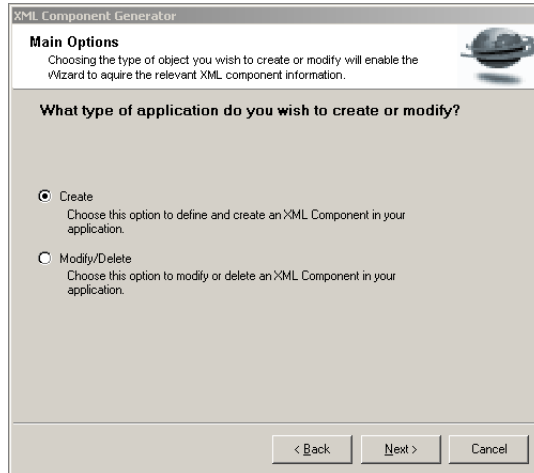 XML Component Generator
Main Options
Choosing the type of object you wish to create or modify will enable the
Wizard to aquire the relevant XML component information.
What type of application do you wish to create or modify?
Create
Choose this option to define and create an XML Component in your
application.
Modify/Delete
Choose this option to modify or delete an XML Component in your
application.
< Back
Next >
Cancel